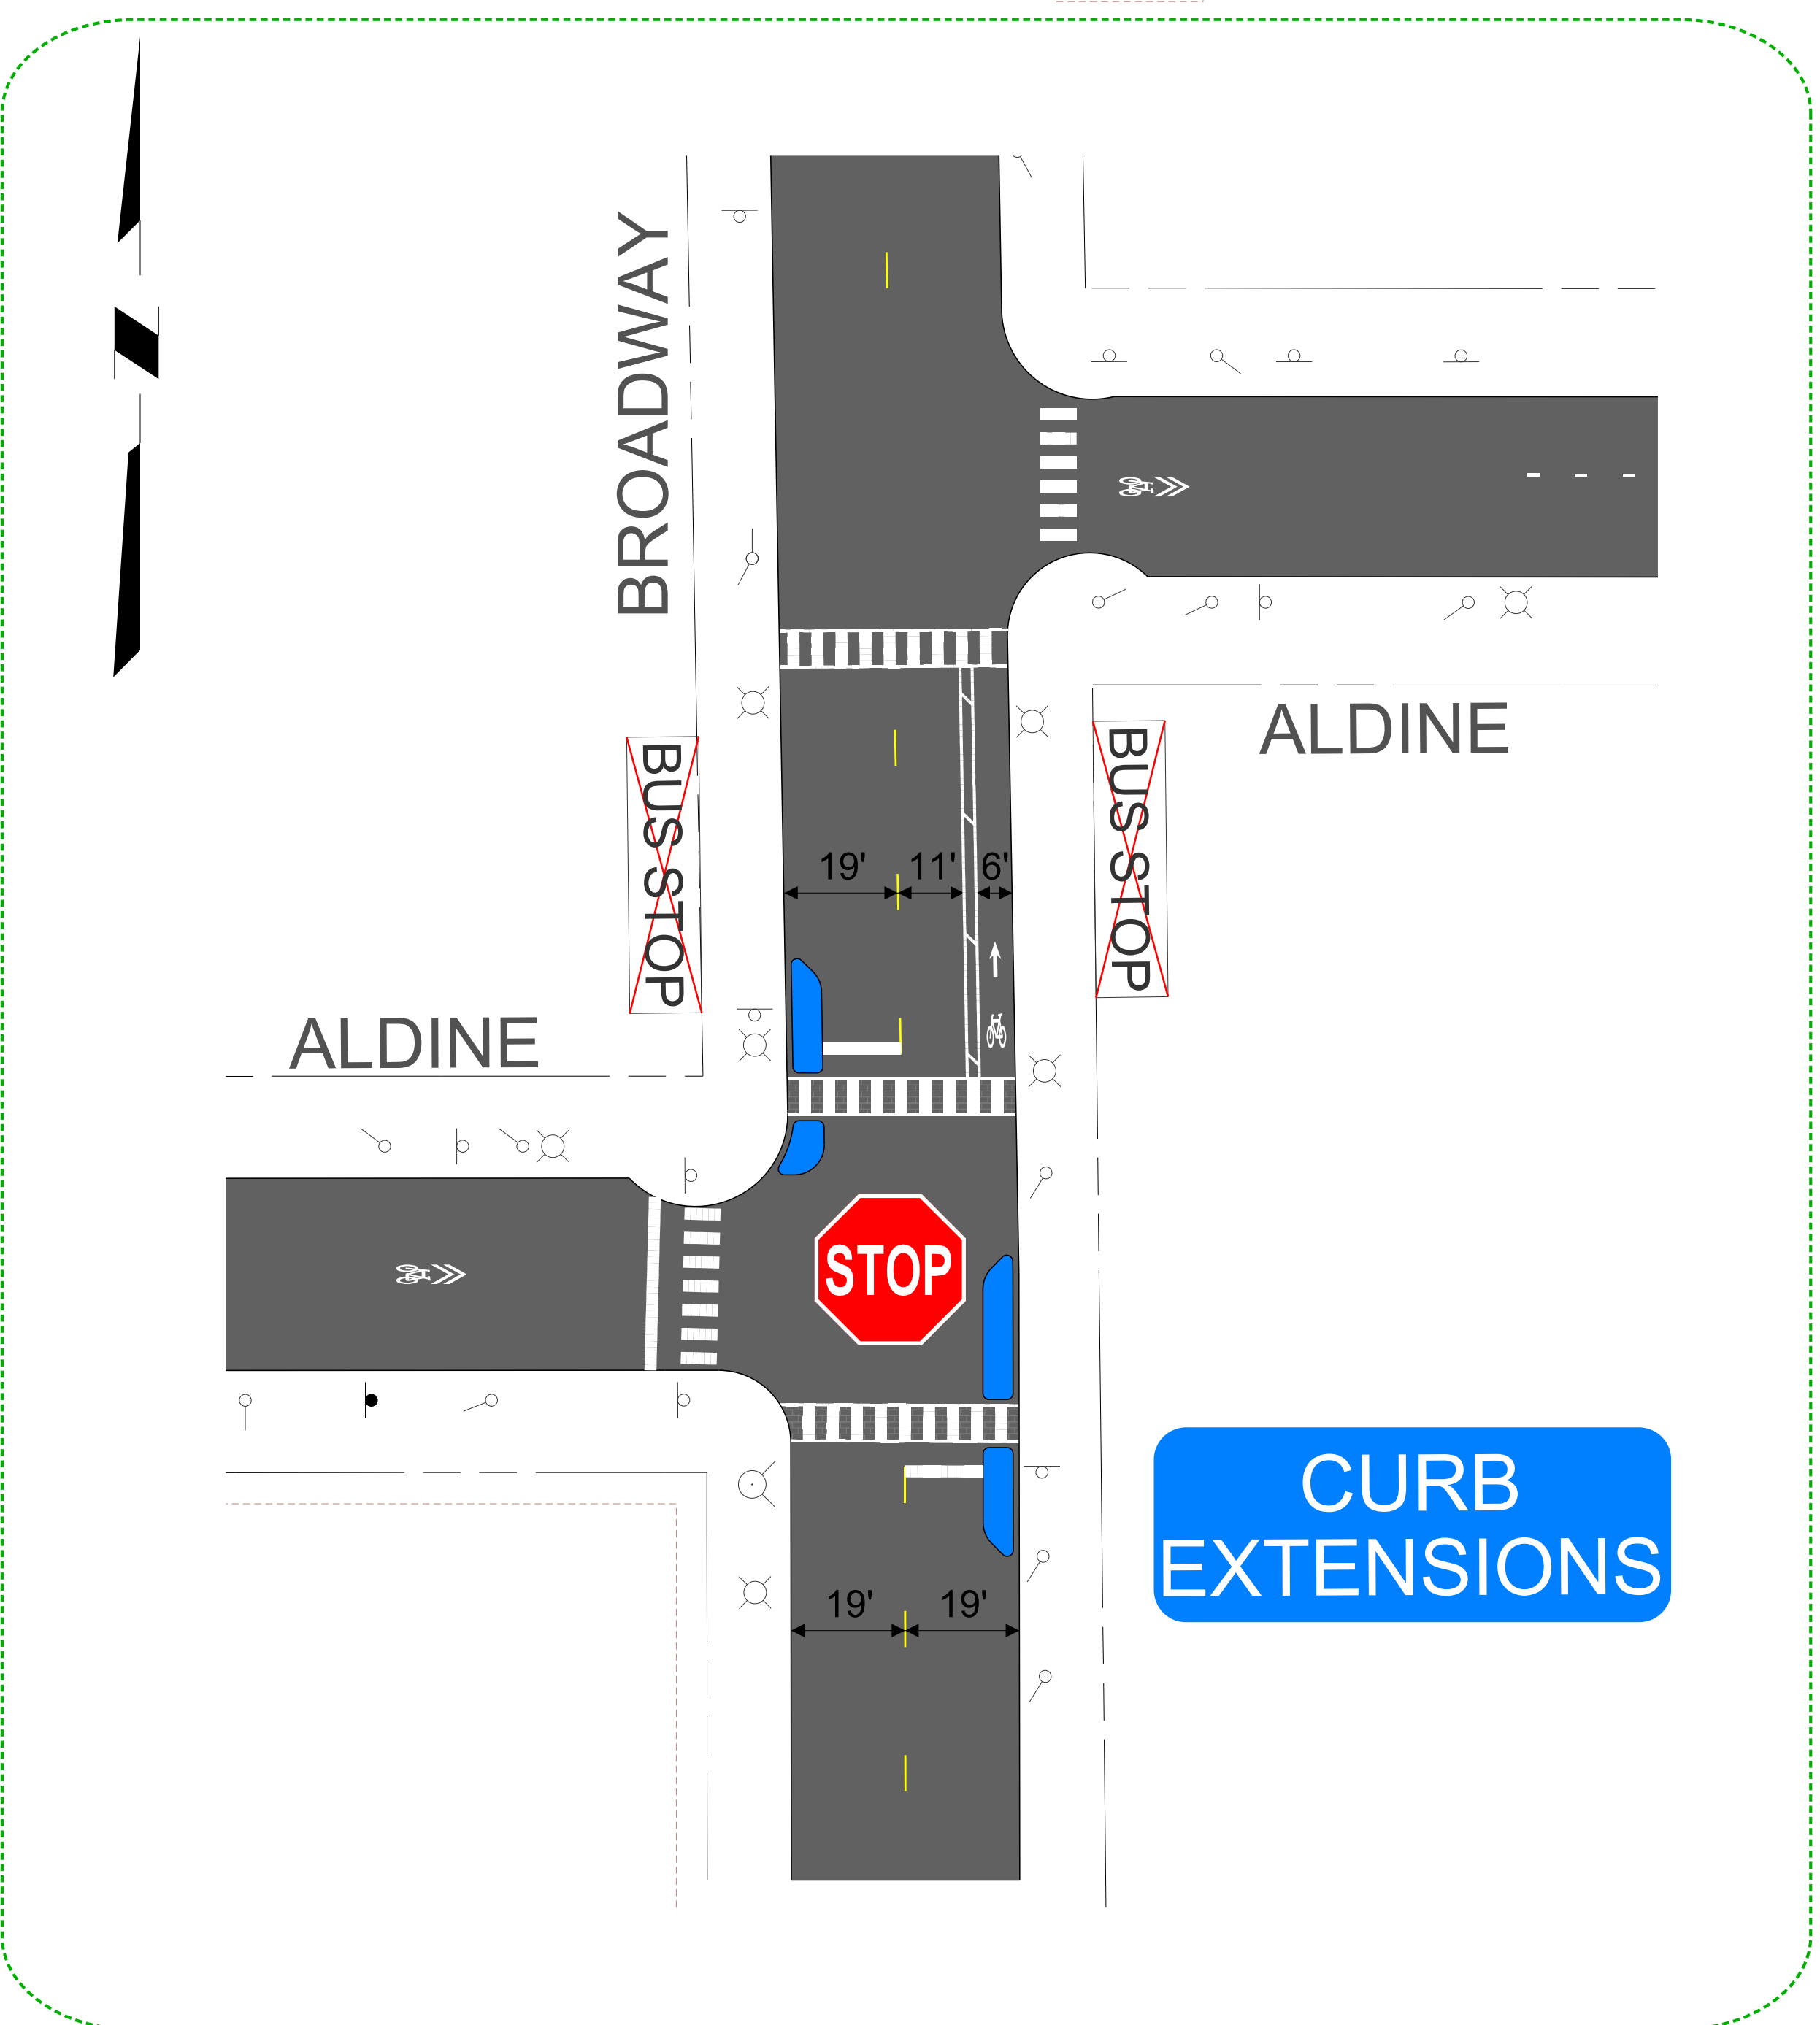 BROADWAY
ALDINE
BUS STOP
BUS STOP
19' 11' 6'
ALDINE
STOP
CURB
EXTENSIONS
19' 19'